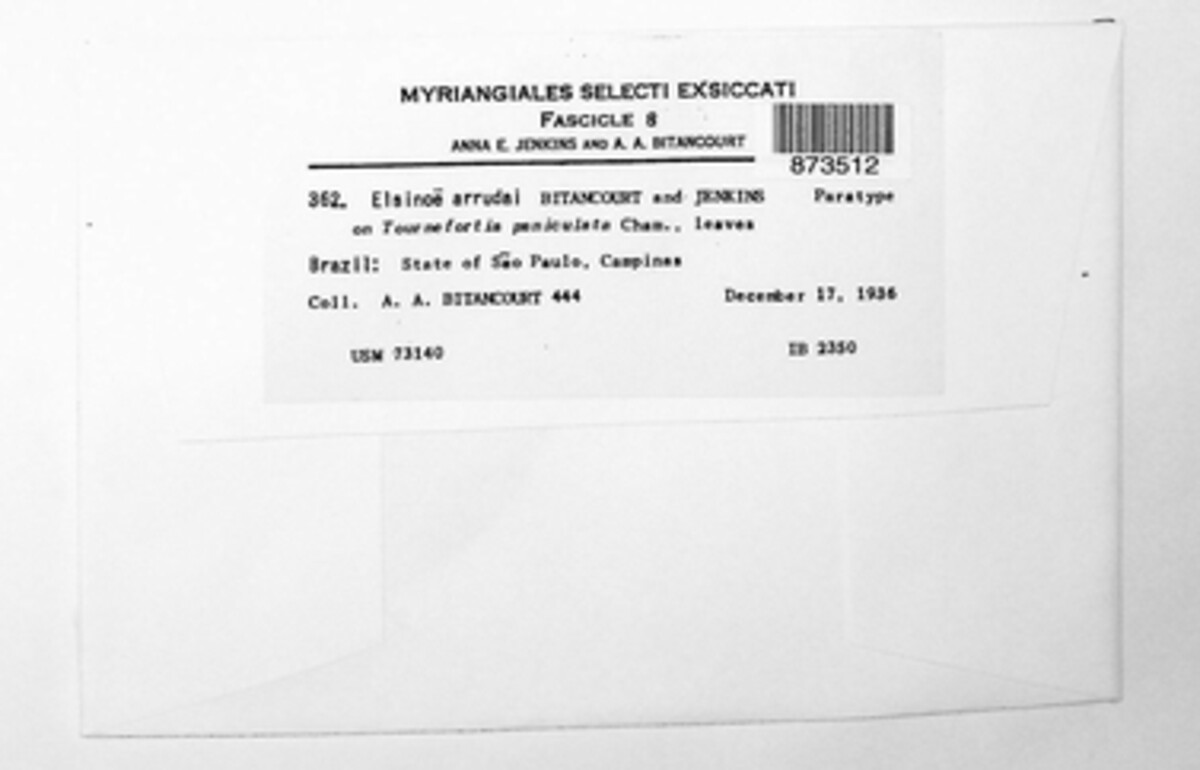 MYRIANGIALES SELECTI EXSICCATI
FASCICLE 8
ANNA E. JENKINS AND A. A. BITANCOURT
873512
362. Elsinoë arrudai BITANCOURT and JENKINS Paratype
on Tournefortia paniculata Cham., leaves
Brazil: State of São Paulo, Campinas
Coll. A. A. BITANCOURT 444 December 17, 1936
USM 73140 IB 2350